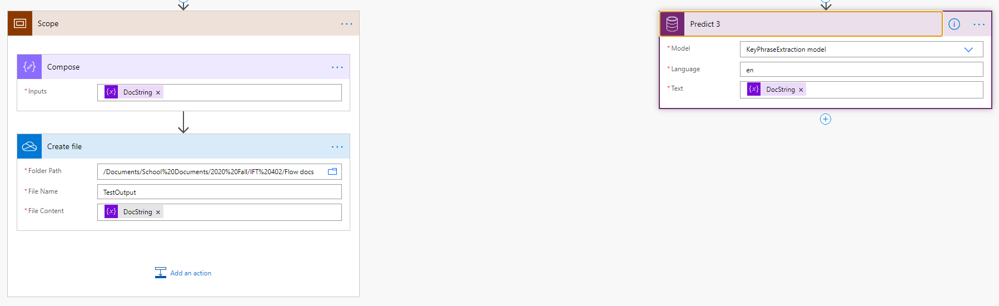 Scope
...
Compose
...
*Inputs
{x} DocString ×
Create file
...
*Folder Path
/Documents/School%20Documents/2020%20Fall/IFT%20402/Flow docs
*File Name
TestOutput
*File Content
{x} DocString ×
Add an action
Predict 3
...
*Model
KeyPhraseExtraction model
*Language
en
*Text
{x} DocString ×